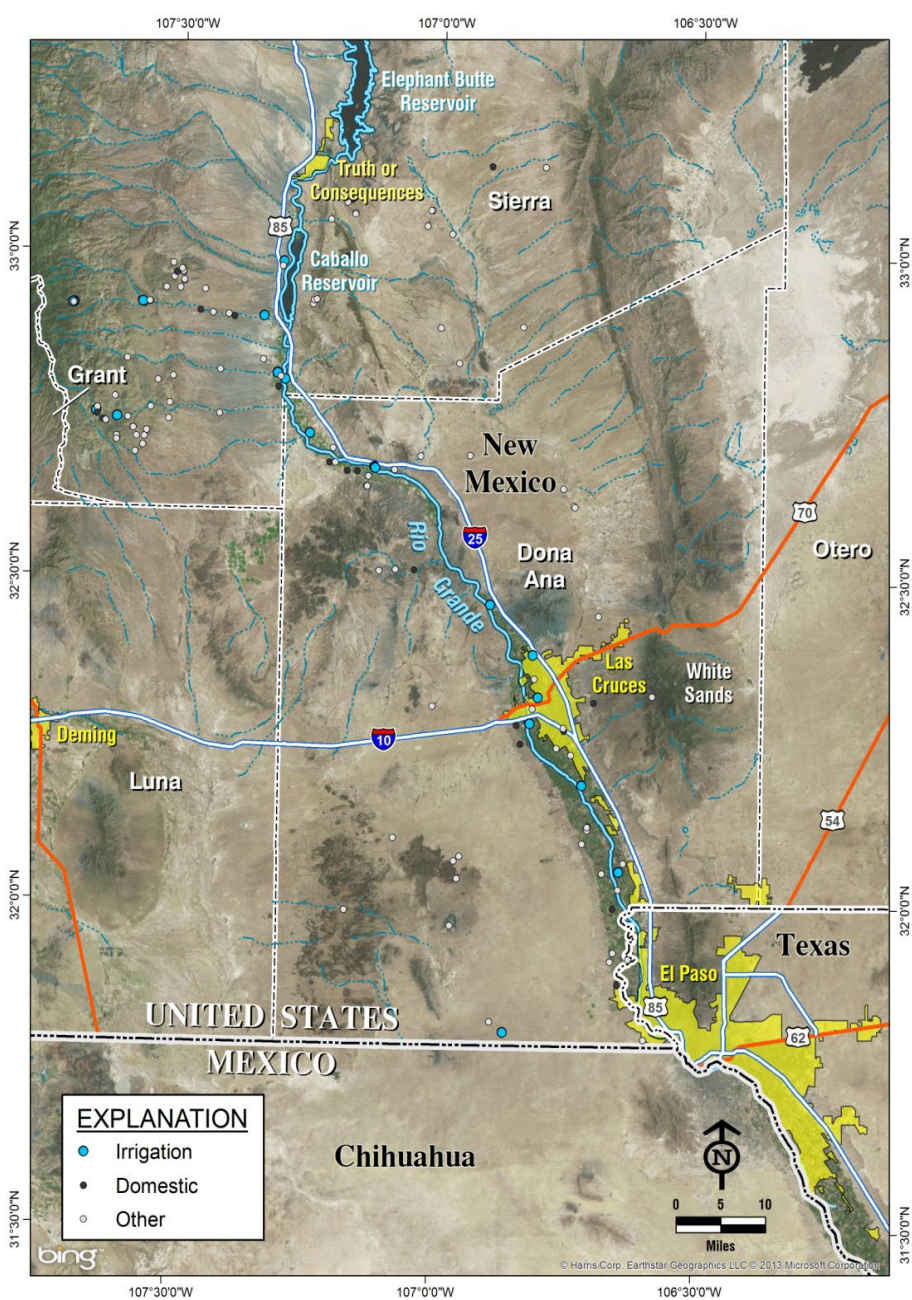 107°30'0"W
107°0'0"W
106°30'0"W
Elephant Butte
Reservoir
Truth or
Consequences
Sierra
85
33°0'0"N
Caballo
Reservoir
33°0'0"N
Grant
New
Mexico
70
25
Rio
Grande
Dona
Ana
Otero
32°30'0"N
32°30'0"N
Las
Cruces
White
Sands
Deming
10
Luna
54
32°0'0"N
32°0'0"N
Texas
El Paso
UNITED STATES
85
62
MEXICO
EXPLANATION
Irrigation
Domestic
Other
Chihuahua
N
0 5 10
Miles
31°30'0"N
31°30'0"N
bing
© Harris Corp. Earthstar Geographics LLC © 2013 Microsoft Corporation
107°30'0"W
107°0'0"W
106°30'0"W